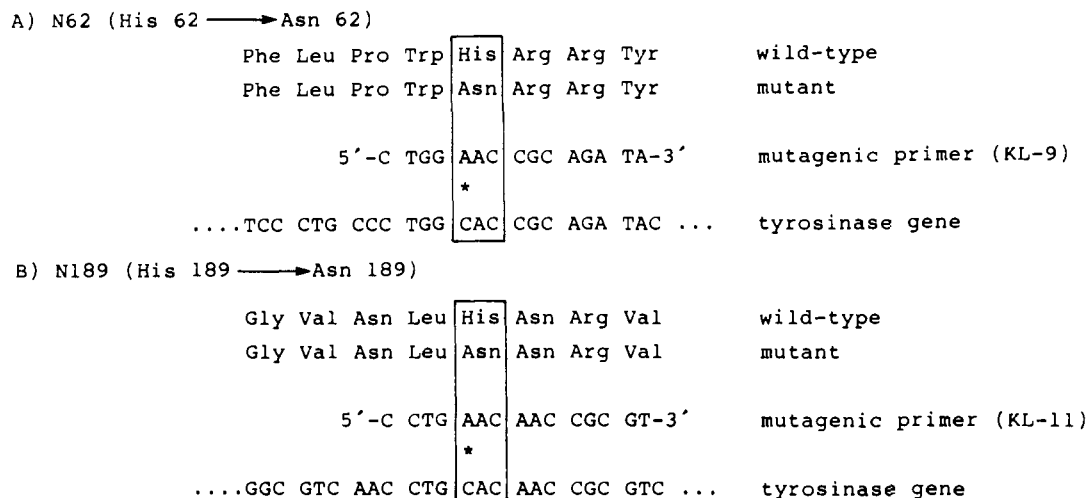 A) N62 (His 62 ⟶ Asn 62)
Phe Leu Pro Trp His Arg Arg Tyr wild-type
Phe Leu Pro Trp Asn Arg Arg Tyr mutant
5′-C TGG AAC CGC AGA TA-3′ mutagenic primer (KL-9)
*
....TCC CTG CCC TGG CAC CGC AGA TAC ... tyrosinase gene
B) N189 (His 189 ⟶ Asn 189)
Gly Val Asn Leu His Asn Arg Val wild-type
Gly Val Asn Leu Asn Asn Arg Val mutant
5′-C CTG AAC AAC CGC GT-3′ mutagenic primer (KL-11)
*
....GGC GTC AAC CTG CAC AAC CGC GTC ... tyrosinase gene